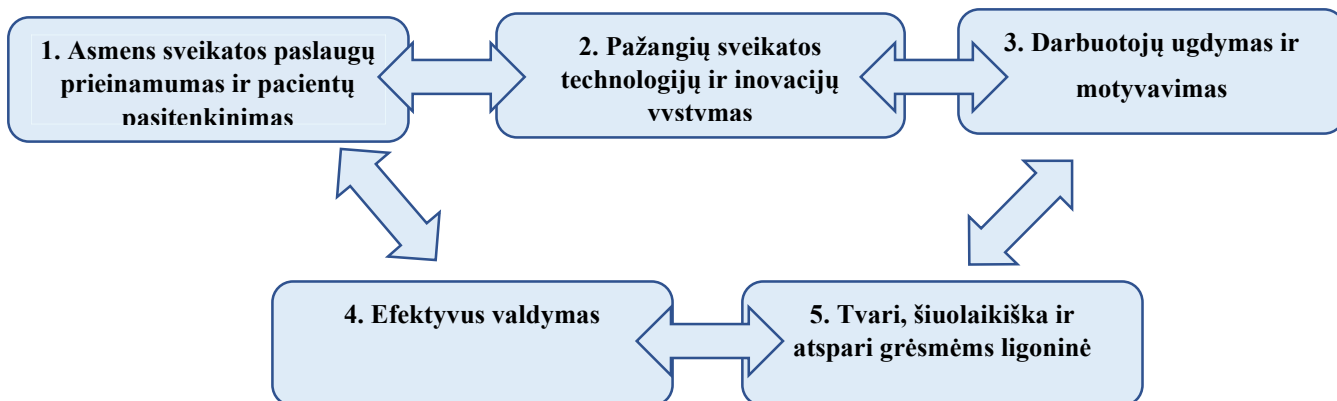 1. Asmens sveikatos paslaugų
prieinamumas ir pacientų
pasitenkinimas
2. Pažangių sveikatos
technologijų ir inovacijų
vystymas
3. Darbuotojų ugdymas ir
motyvavimas
4. Efektyvus valdymas
5. Tvari, šiuolaikiška ir
atspari grėsmėms ligoninė